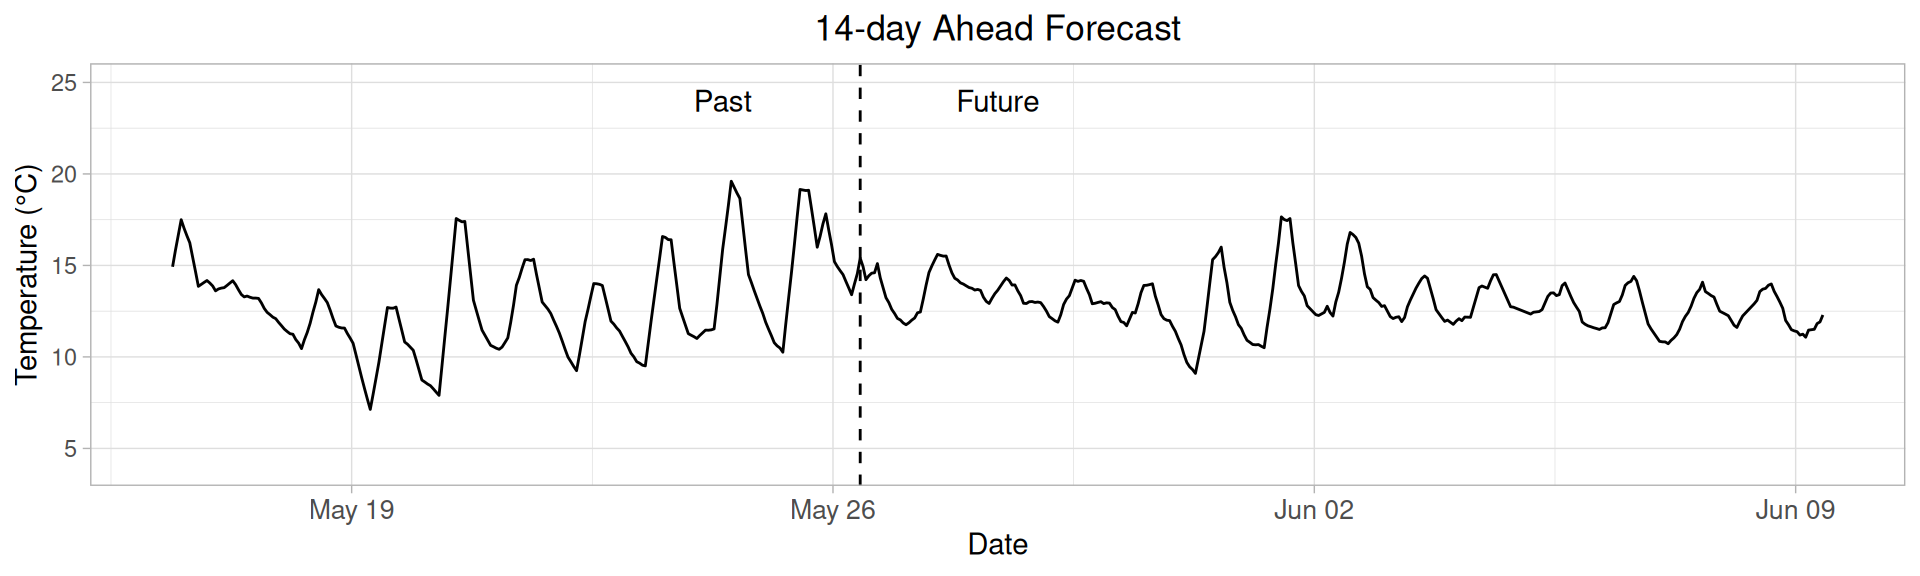 14-day Ahead Forecast
Past
Future
Temperature (°C)
25
20
15
10
5
May 19
May 26
Jun 02
Jun 09
Date